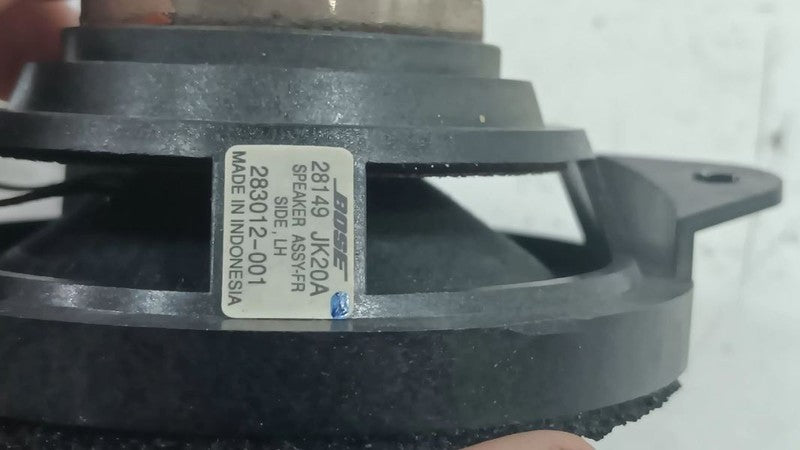 BOSE
28149 JK20A
SPEAKER ASSY-FR
SIDE, LH
283012-001
MADE IN INDONESIA